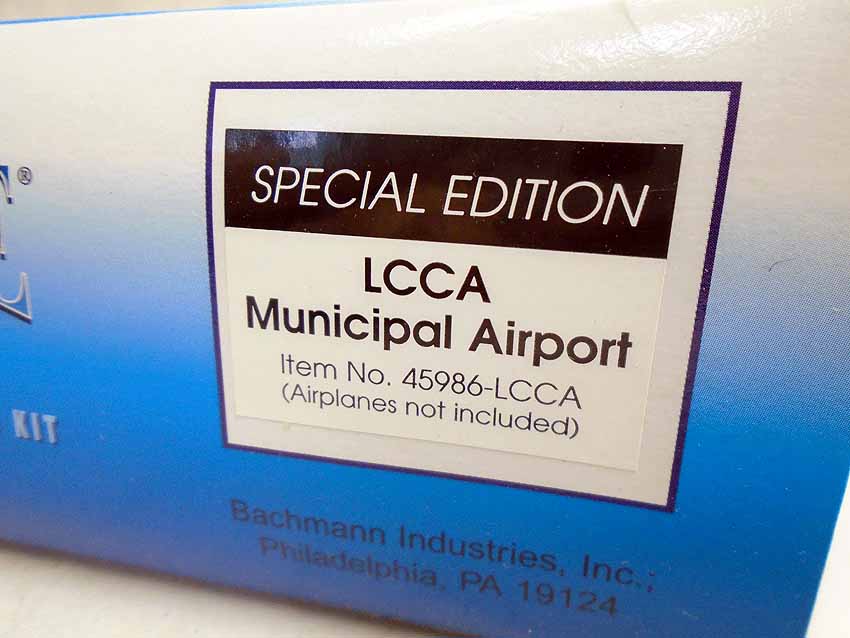 ®
SPECIAL EDITION
LCCA
Municipal Airport
Item No. 45986-LCCA
(Airplanes not included)
KIT
Bachmann Industries, Inc.;
Philadelphia, PA 19124